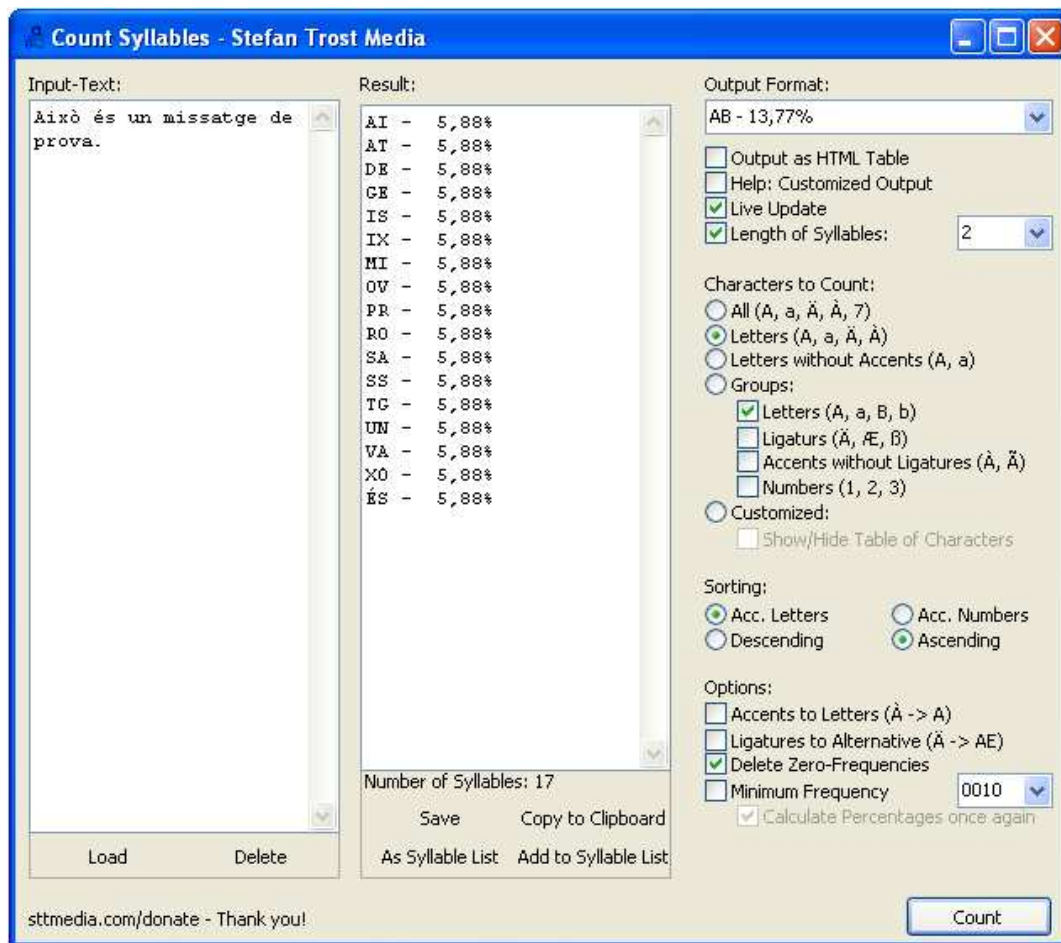 Count Syllables - Stefan Trost Media
Input-Text:
Això és un missatge de
prova.
Load Delete
Result:
AI - 5,88%
AT - 5,88%
DE - 5,88%
GE - 5,88%
IS - 5,88%
IX - 5,88%
MI - 5,88%
OV - 5,88%
PR - 5,88%
RO - 5,88%
SA - 5,88%
SS - 5,88%
TG - 5,88%
UN - 5,88%
VA - 5,88%
XÒ - 5,88%
ÉS - 5,88%
Number of Syllables: 17
Save Copy to Clipboard
As Syllable List Add to Syllable List
Output Format:
AB - 13,77%
Output as HTML Table
Help: Customized Output
Live Update
Length of Syllables: 2
Characters to Count:
All (A, a, Ä, À, 7)
Letters (A, a, Ä, À)
Letters without Accents (A, a)
Groups:
Letters (A, a, B, b)
Ligaturs (Ä, Æ, ß)
Accents without Ligatures (À, Ã)
Numbers (1, 2, 3)
Customized:
Show/Hide Table of Characters
Sorting:
Acc. Letters Acc. Numbers
Descending Ascending
Options:
Accents to Letters (À -> A)
Ligatures to Alternative (Ä -> AE)
Delete Zero-Frequencies
Minimum Frequency 0010
Calculate Percentages once again
sttmedia.com/donate - Thank you!
Count